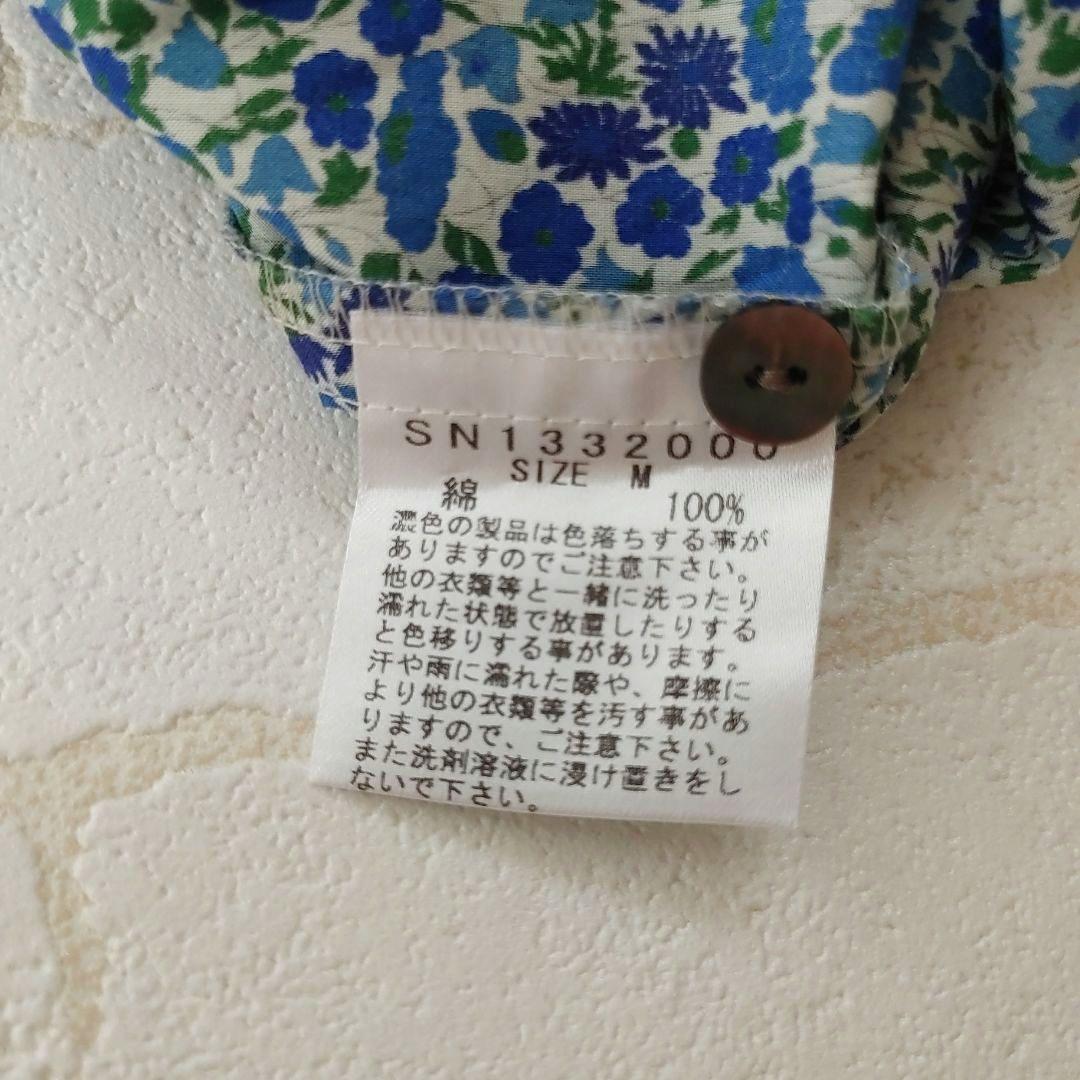 SN1332000
SIZE M
綿 100%
濃色の製品は色落ちする事が
ありますのでご注意下さい。
他の衣類等と一緒に洗ったり
濡れた状態で放置したりする
と色移りする事があります。
汗や雨に濡れた際や、摩擦に
より他の衣類等を汚す事があ
りますので、ご注意下さい。
また洗剤溶液に浸け置きをし
ないで下さい。